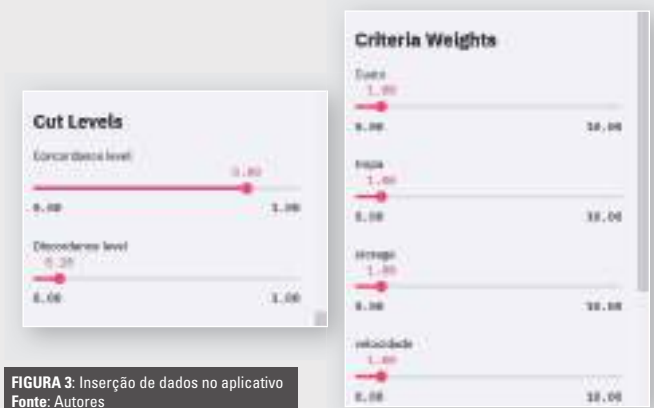 Cut Levels
Concordance level
0.80
0.00 1.00
Discordance level
0.00 1.00
Criteria Weights
Custo
1.00
0.00 10.00
1.00
0.00 10.00
1.00
0.00 10.00
velocidade
1.00
0.00 10.00
FIGURA 3: Inserção de dados no aplicativo
Fonte: Autores